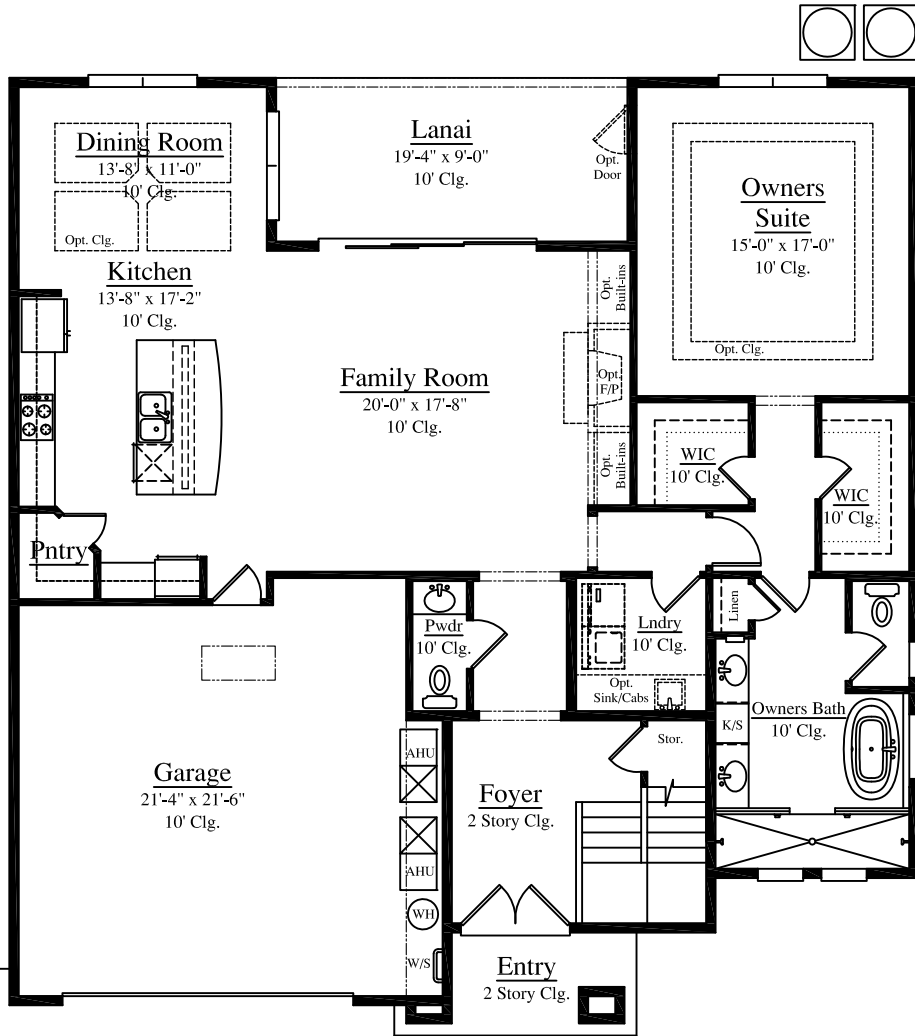 Dining Room
13'-8" x 11'-0"
10' Clg.
Opt. Clg.
Lanai
19'-4" x 9'-0"
10' Clg.
Opt.
Door
Owners
Suite
15'-0" x 17'-0"
10' Clg.
Opt. Clg.
Kitchen
13'-8" x 17'-2"
10' Clg.
Family Room
20'-0" x 17'-8"
10' Clg.
Opt.
Built-ins
Opt.
F/P
Opt.
Built-ins
WIC
10' Clg.
WIC
10' Clg.
Pntry
Pwdr
10' Clg.
Lndry
10' Clg.
Opt.
Sink/Cabs
Linen
Owners Bath
10' Clg.
K/S
Stor.
Garage
21'-4" x 21'-6"
10' Clg.
AHU
AHU
WH
W/S
Foyer
2 Story Clg.
Entry
2 Story Clg.